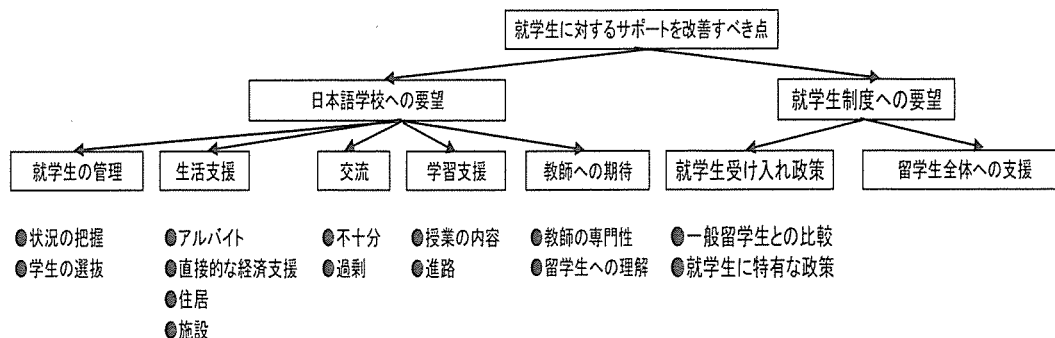 就学生に対するサポートを改善すべき点
日本語学校への要望
就学生制度への要望
就学生の管理
生活支援
交流
学習支援
教師への期待
就学生受け入れ政策
留学生全体への支援
●状況の把握
●学生の選抜
●アルバイト
●直接的な経済支援
●住居
●施設
●不十分
●過剰
●授業の内容
●進路
●教師の専門性
●留学生への理解
●一般留学生との比較
●就学生に特有な政策